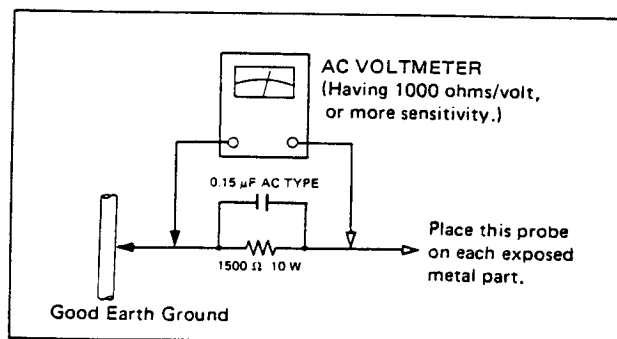 AC VOLTMETER
(Having 1000 ohms/volt,
or more sensitivity.)
0.15 µF AC TYPE
1500 Ω 10 W
Place this probe
on each exposed
metal part.
Good Earth Ground